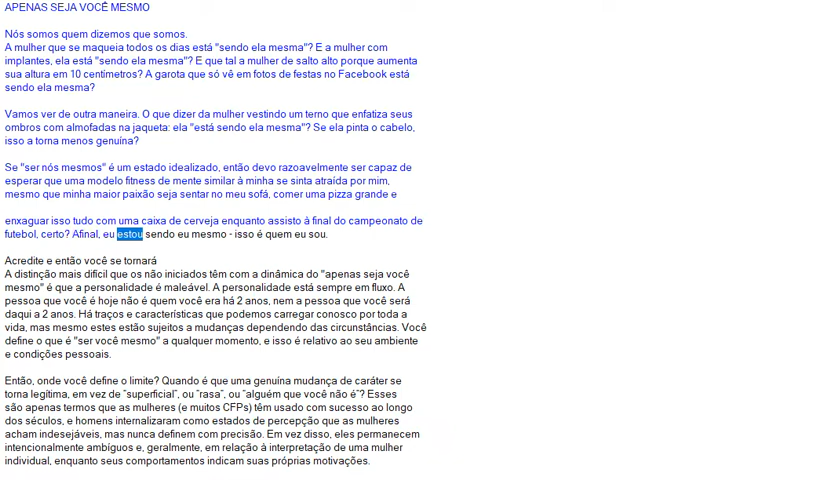 APENAS SEJA VOCÊ MESMO
Nós somos quem dizemos que somos.
A mulher que se maqueia todos os dias está "sendo ela mesma"? E a mulher com
implantes, ela está "sendo ela mesma"? E que tal a mulher de salto alto porque aumenta
sua altura em 10 centímetros? A garota que só vê em fotos de festas no Facebook está
sendo ela mesma?
Vamos ver de outra maneira. O que dizer da mulher vestindo um terno que enfatiza seus
ombros com almofadas na jaqueta: ela "está sendo ela mesma"? Se ela pinta o cabelo,
isso a torna menos genuína?
Se "ser nós mesmos" é um estado idealizado, então devo razoavelmente ser capaz de
esperar que uma modelo fitness de mente similar à minha se sinta atraída por mim,
mesmo que minha maior paixão seja sentar no meu sofá, comer uma pizza grande e
enxaguar isso tudo com uma caixa de cerveja enquanto assisto à final do campeonato de
futebol, certo? Afinal, eu estou sendo eu mesmo - isso é quem eu sou.
Acredite e então você se tornará
A distinção mais difícil que os não iniciados têm com a dinâmica do "apenas seja você
mesmo" é que a personalidade é maleável. A personalidade está sempre em fluxo. A
pessoa que você é hoje não é quem você era há 2 anos, nem a pessoa que você será
daqui a 2 anos. Há traços e características que podemos carregar conosco por toda a
vida, mas mesmo estes estão sujeitos a mudanças dependendo das circunstâncias. Você
define o que é "ser você mesmo" a qualquer momento, e isso é relativo ao seu ambiente
e condições pessoais.
Então, onde você define o limite? Quando é que uma genuína mudança de caráter se
torna legítima, em vez de “superficial”, ou “rasa”, ou “alguém que você não é”? Esses
são apenas termos que as mulheres (e muitos CFPs) têm usado com sucesso ao longo
dos séculos, e homens internalizaram como estados de percepção que as mulheres
acham indesejáveis, mas nunca definem com precisão. Em vez disso, eles permanecem
intencionalmente ambíguos e, geralmente, em relação à interpretação de uma mulher
individual, enquanto seus comportamentos indicam suas próprias motivações.